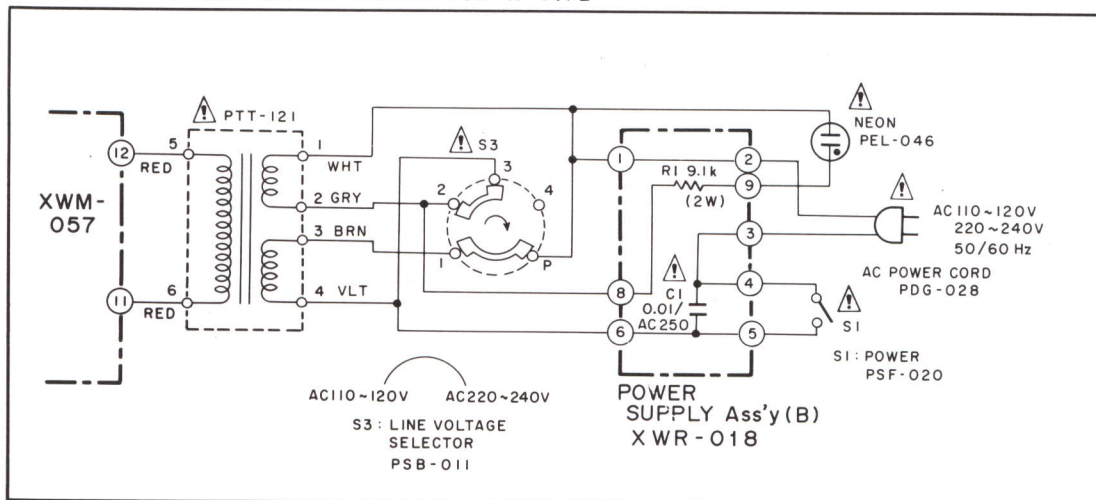 PTT-121
5
RED
12
XWM-
057
11
6
RED
1
WHT
2 GRY
3 BRN
4 VLT
S3
3
2
4
1
P
1
2
R1 9.1k
(2W)
9
3
8
C1
0.01/
AC250
4
6
5
NEON
PEL-046
AC110~120V
220~240V
50/60 Hz
AC POWER CORD
PDG-028
S1
S1: POWER
PSF-020
AC110~120V AC220~240V
S3: LINE VOLTAGE
SELECTOR
PSB-011
POWER
SUPPLY Ass'y (B)
XWR-018